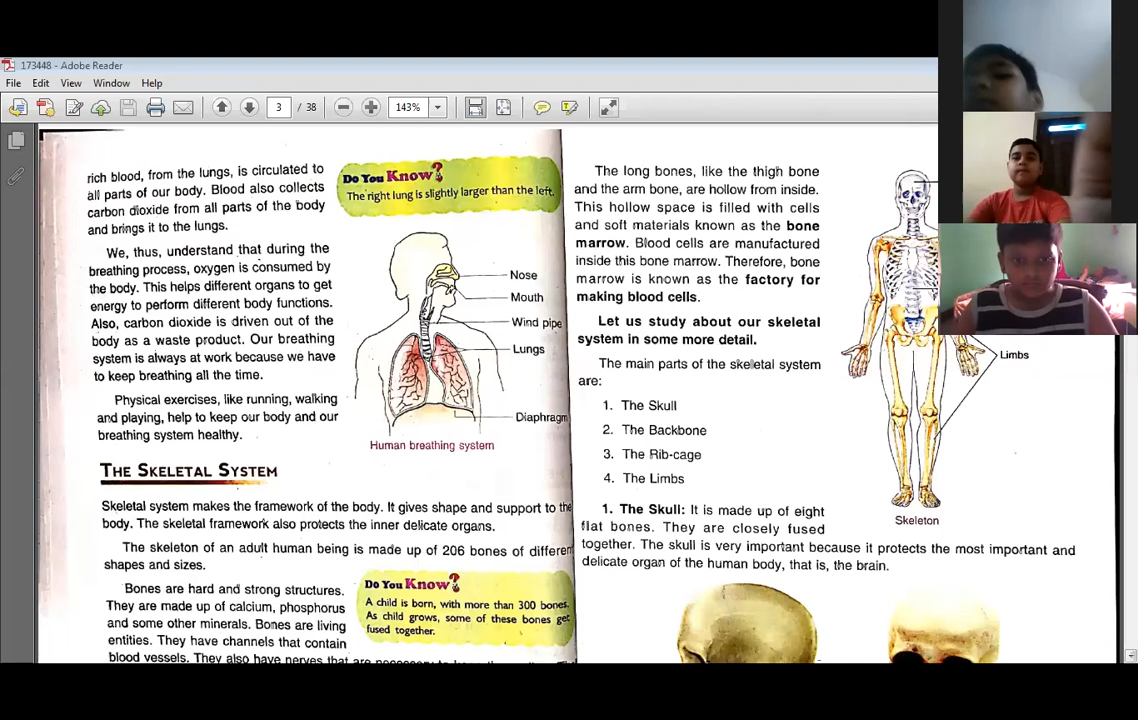 173448 - Adobe Reader
File Edit View Window Help
3 / 38
143%
rich blood, from the lungs, is circulated to
all parts of our body. Blood also collects
carbon dioxide from all parts of the body
and brings it to the lungs.
We, thus, understand that during the
breathing process, oxygen is consumed by
the body. This helps different organs to get
energy to perform different body functions.
Also, carbon dioxide is driven out of the
body as a waste product. Our breathing
system is always at work because we have
to keep breathing all the time.
Physical exercises, like running, walking
and playing, help to keep our body and our
breathing system healthy.
Do You Know?
The right lung is slightly larger than the left.
Nose
Mouth
Wind pipe
Lungs
Diaphragm
Human breathing system
THE SKELETAL SYSTEM
Skeletal system makes the framework of the body. It gives shape and support to the
body. The skeletal framework also protects the inner delicate organs.
The skeleton of an adult human being is made up of 206 bones of different
shapes and sizes.
Bones are hard and strong structures.
They are made up of calcium, phosphorus
and some other minerals. Bones are living
entities. They have channels that contain
blood vessels. They also have nerves that are necessary to
Do You Know?
A child is born, with more than 300 bones.
As child grows, some of these bones get
fused together.
The long bones, like the thigh bone
and the arm bone, are hollow from inside.
This hollow space is filled with cells
and soft materials known as the bone
marrow. Blood cells are manufactured
inside this bone marrow. Therefore, bone
marrow is known as the factory for
making blood cells.
Let us study about our skeletal
system in some more detail.
The main parts of the skeletal system
are:
1. The Skull
2. The Backbone
3. The Rib-cage
4. The Limbs
Limbs
Skeleton
1. The Skull: It is made up of eight
flat bones. They are closely fused
together. The skull is very important because it protects the most important and
delicate organ of the human body, that is, the brain.